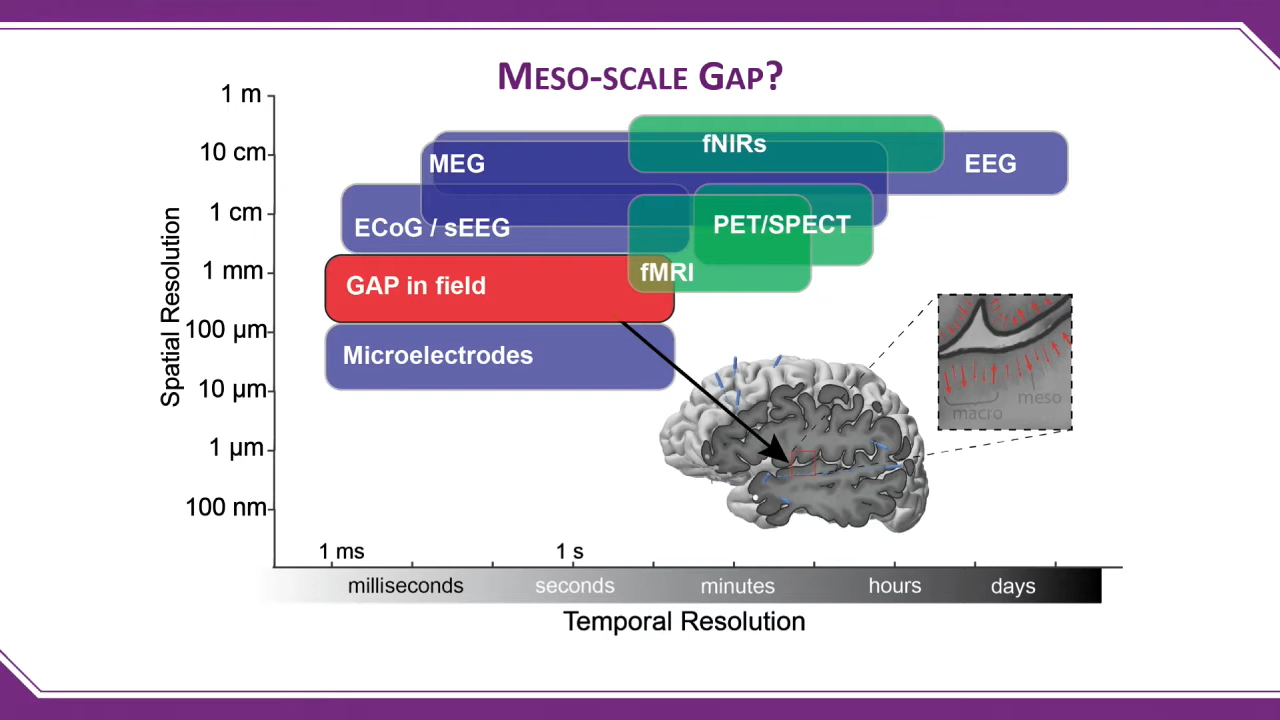 MESO-SCALE GAP?
1 m
10 cm
1 cm
1 mm
100 µm
10 µm
1 µm
100 nm
Spatial Resolution
fNIRs
MEG
EEG
ECoG / sEEG
PET/SPECT
fMRI
GAP in field
Microelectrodes
meso
macro
1 ms
1 s
milliseconds
seconds
minutes
hours
days
Temporal Resolution